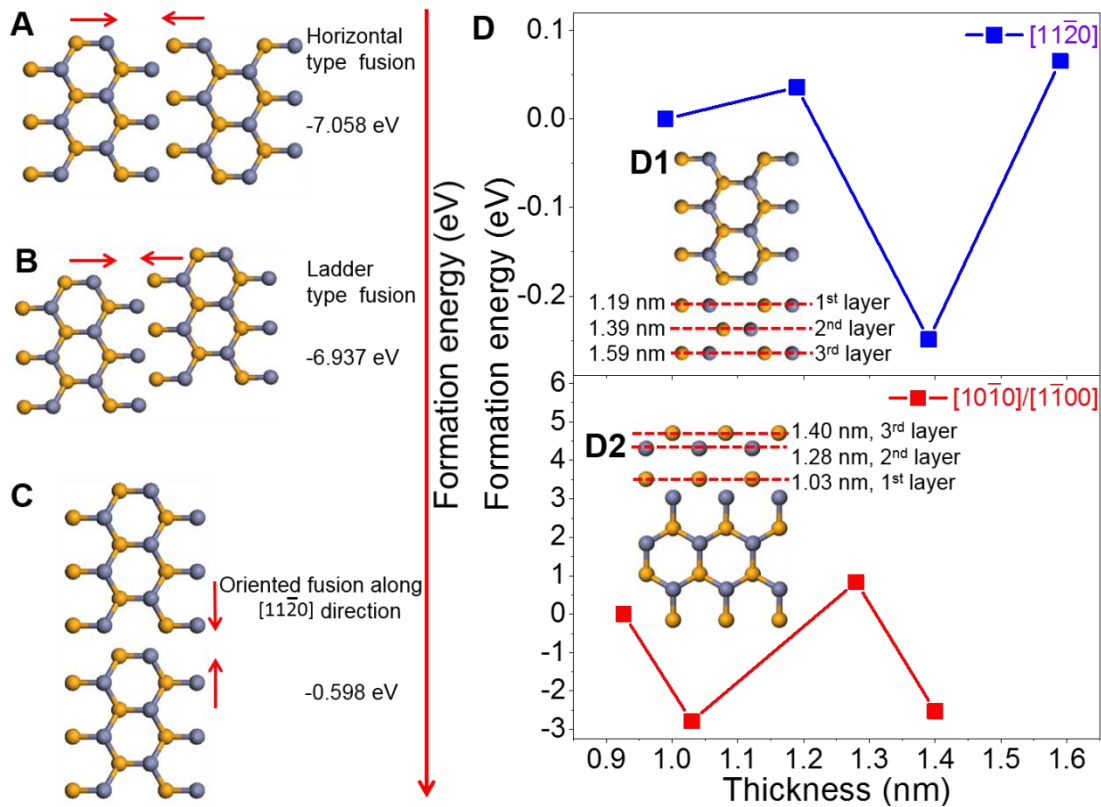 A
Horizontal
type fusion
-7.058 eV
B
Ladder
type fusion
-6.937 eV
C
Oriented fusion along
[112̄0] direction
-0.598 eV
Formation energy (eV)
D
Formation energy (eV)
[112̄0]
0.1
0.0
-0.1
-0.2
D1
1.19 nm 1st layer
1.39 nm 2nd layer
1.59 nm 3rd layer
[101̄0]/[11̄00]
6
5
4
3
2
1
0
-1
-2
-3
D2
1.40 nm, 3rd layer
1.28 nm, 2nd layer
1.03 nm, 1st layer
0.9 1.0 1.1 1.2 1.3 1.4 1.5 1.6
Thickness (nm)